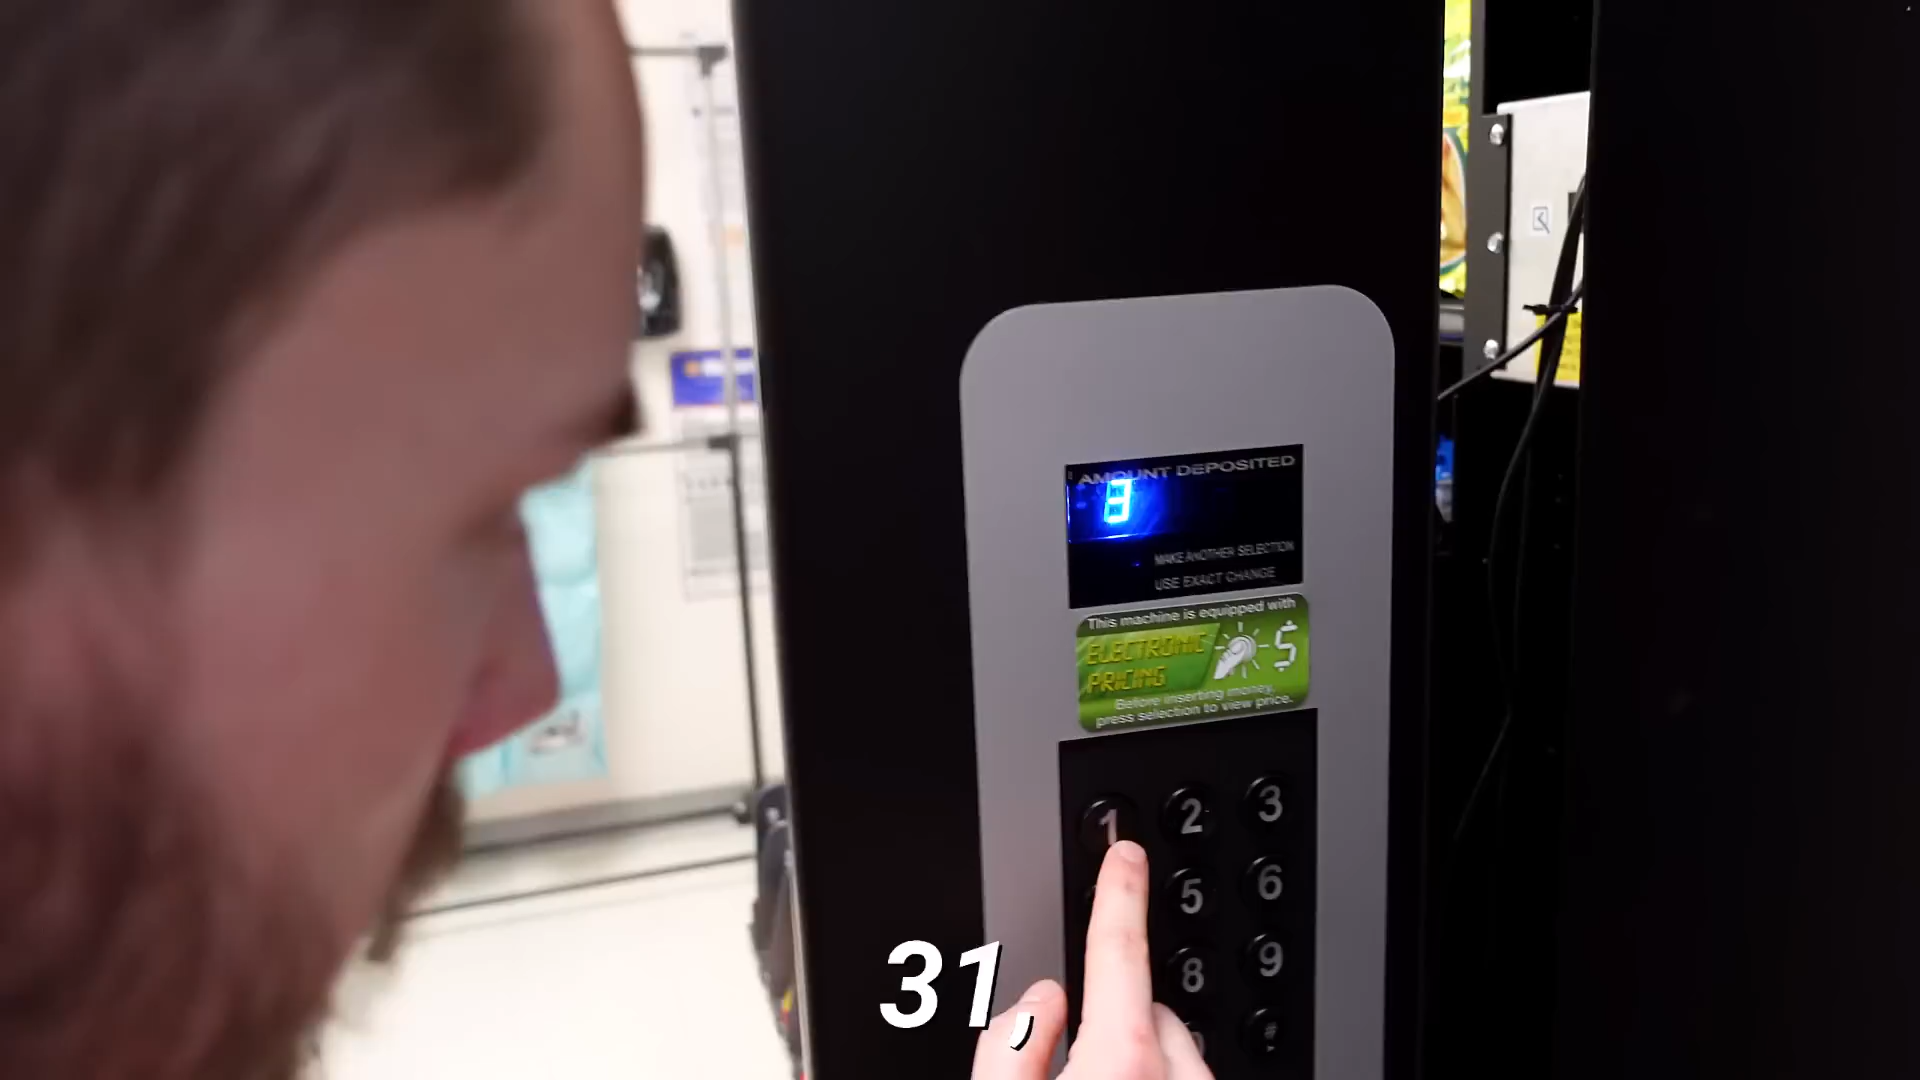 AMOUNT DEPOSITED
3
MAKE ANOTHER SELECTION
USE EXACT CHANGE
This machine is equipped with
ELECTRONIC
PRICING
$
Before inserting money,
press selection to view price.
1 2 3
5 6
8 9
#
31,